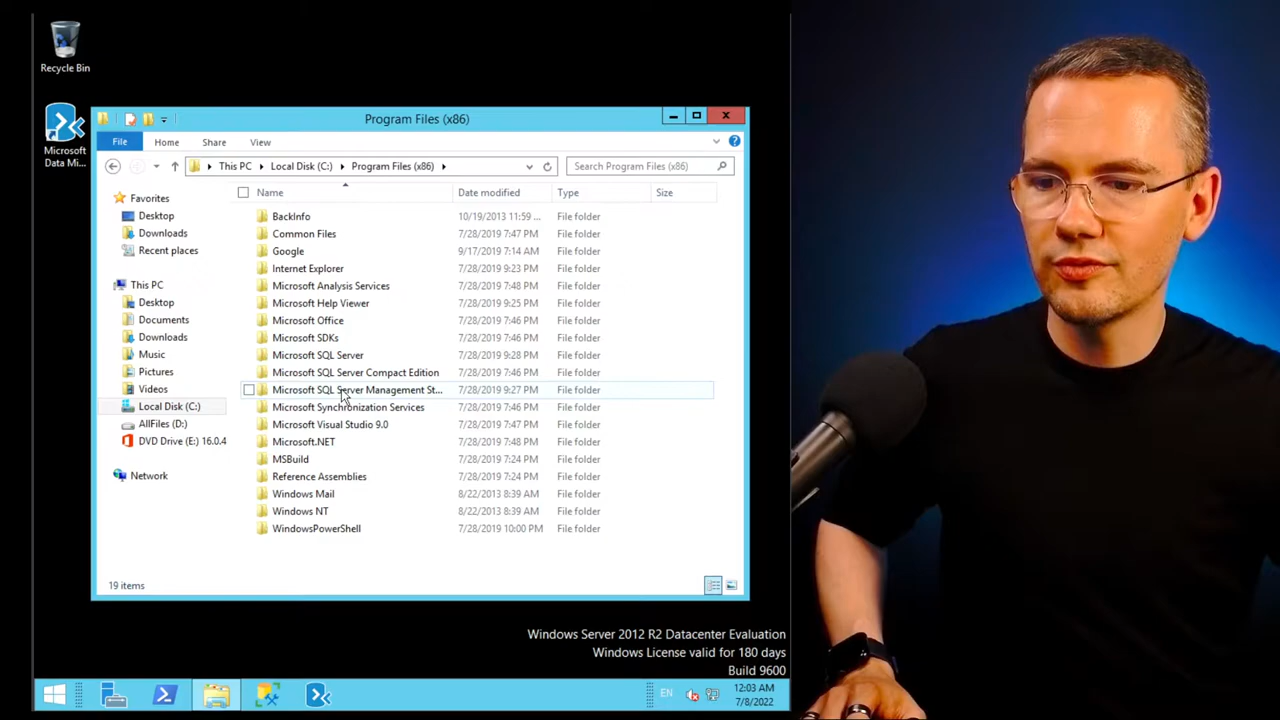 Recycle Bin
Microsoft
Data Mi...
Program Files (x86)
File Home Share View
This PC Local Disk (C:) Program Files (x86)
Search Program Files (x86)
Name Date modified Type Size
Favorites
Desktop
Downloads
Recent places
This PC
Desktop
Documents
Downloads
Music
Pictures
Videos
Local Disk (C:)
AllFiles (D:)
DVD Drive (E:) 16.0.4
Network
BackInfo 10/19/2013 11:59 ... File folder
Common Files 7/28/2019 7:47 PM File folder
Google 9/17/2019 7:14 AM File folder
Internet Explorer 7/28/2019 9:23 PM File folder
Microsoft Analysis Services 7/28/2019 7:48 PM File folder
Microsoft Help Viewer 7/28/2019 9:25 PM File folder
Microsoft Office 7/28/2019 7:46 PM File folder
Microsoft SDKs 7/28/2019 7:46 PM File folder
Microsoft SQL Server 7/28/2019 9:28 PM File folder
Microsoft SQL Server Compact Edition 7/28/2019 7:46 PM File folder
Microsoft SQL Server Management St... 7/28/2019 9:27 PM File folder
Microsoft Synchronization Services 7/28/2019 7:46 PM File folder
Microsoft Visual Studio 9.0 7/28/2019 7:47 PM File folder
Microsoft.NET 7/28/2019 7:48 PM File folder
MSBuild 7/28/2019 7:24 PM File folder
Reference Assemblies 7/28/2019 7:24 PM File folder
Windows Mail 8/22/2013 8:39 AM File folder
Windows NT 8/22/2013 8:39 AM File folder
WindowsPowerShell 7/28/2019 10:00 PM File folder
19 items
Windows Server 2012 R2 Datacenter Evaluation
Windows License valid for 180 days
Build 9600
EN
12:03 AM
7/8/2022